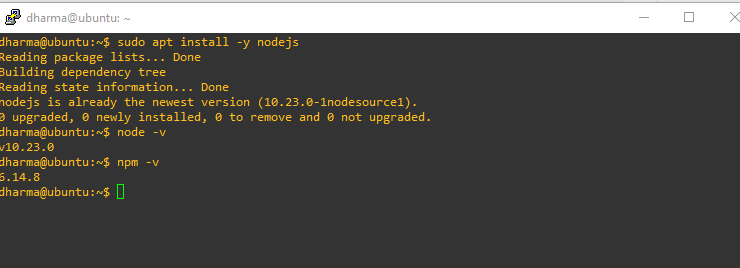 dharma@ubuntu: ~
dharma@ubuntu:~$ sudo apt install -y nodejs
Reading package lists... Done
Building dependency tree
Reading state information... Done
nodejs is already the newest version (10.23.0-1nodesource1).
0 upgraded, 0 newly installed, 0 to remove and 0 not upgraded.
dharma@ubuntu:~$ node -v
v10.23.0
dharma@ubuntu:~$ npm -v
6.14.8
dharma@ubuntu:~$